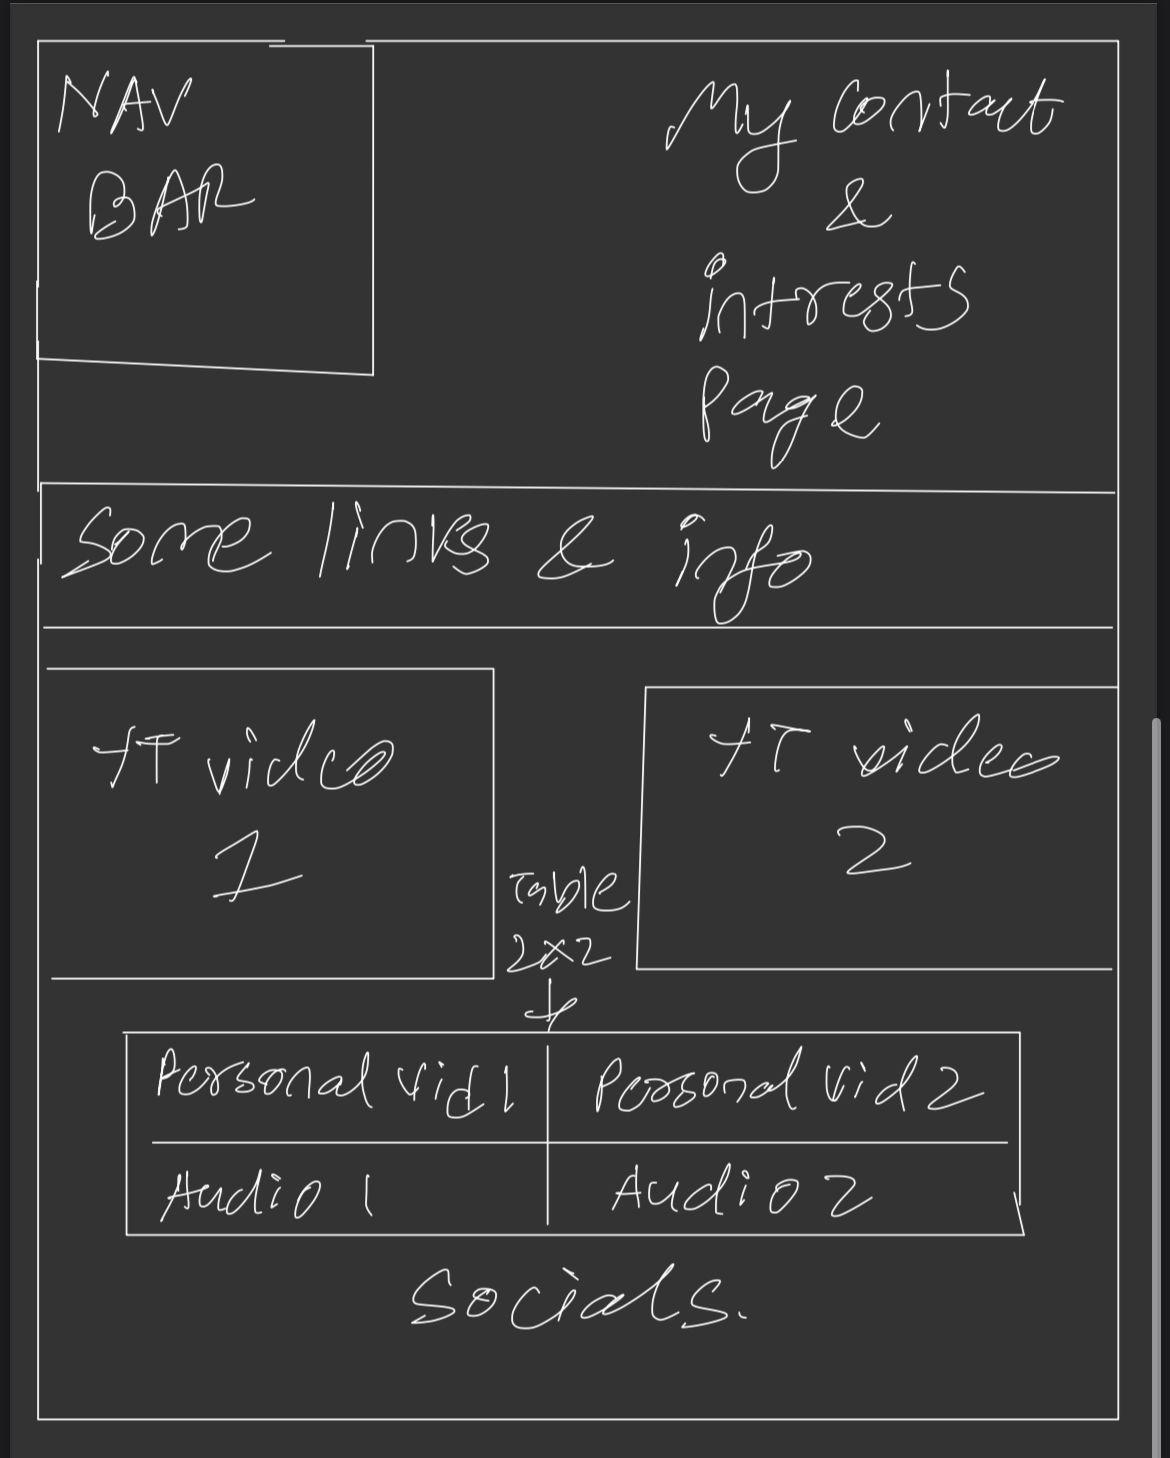 NAV
BAR
My contact
&
intrests
Page
Some links & info
YT video
1
YT video
2
Table
2x2
Personal Vid 1
Personal Vid 2
Audio 1
Audio 2
Socials.